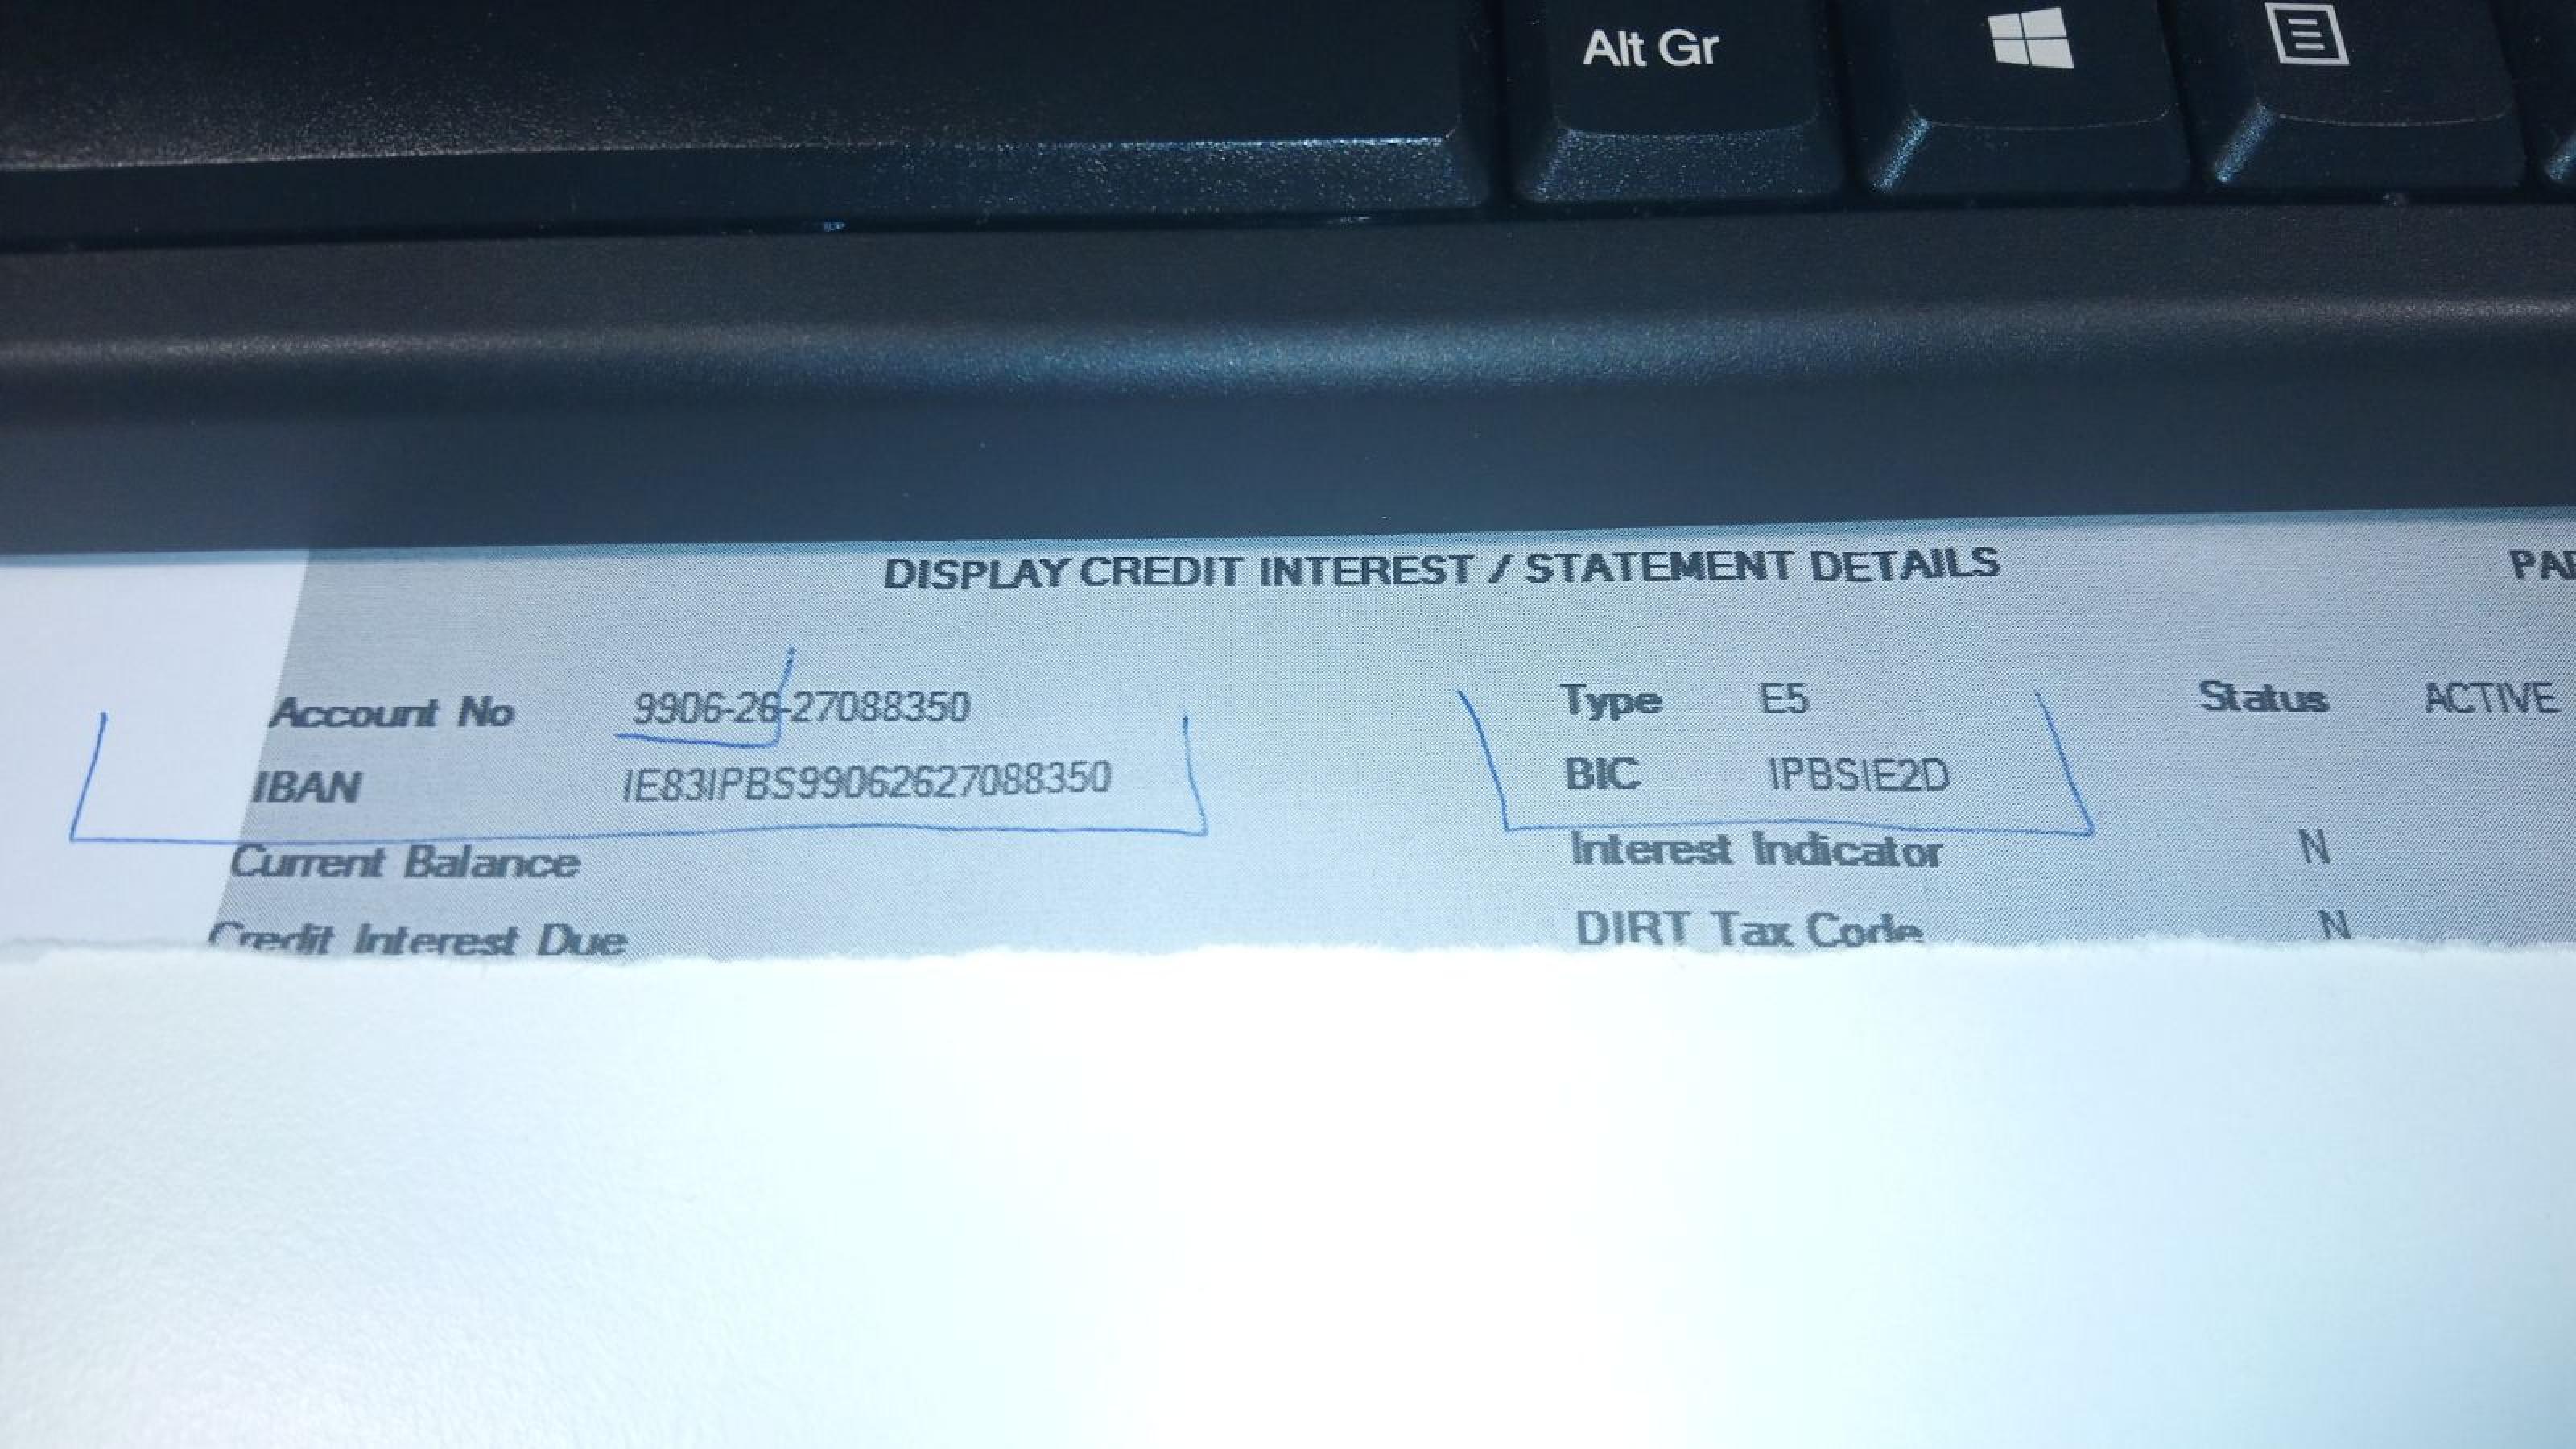 Alt Gr
DISPLAY CREDIT INTEREST / STATEMENT DETAILS
Account No 9906-26-27088350 Type E5 Status ACTIVE
IBAN IE83IPBS99062627088350 BIC IPBSIE2D
Current Balance Interest Indicator N
Credit Interest Due DIRT Tax Code N